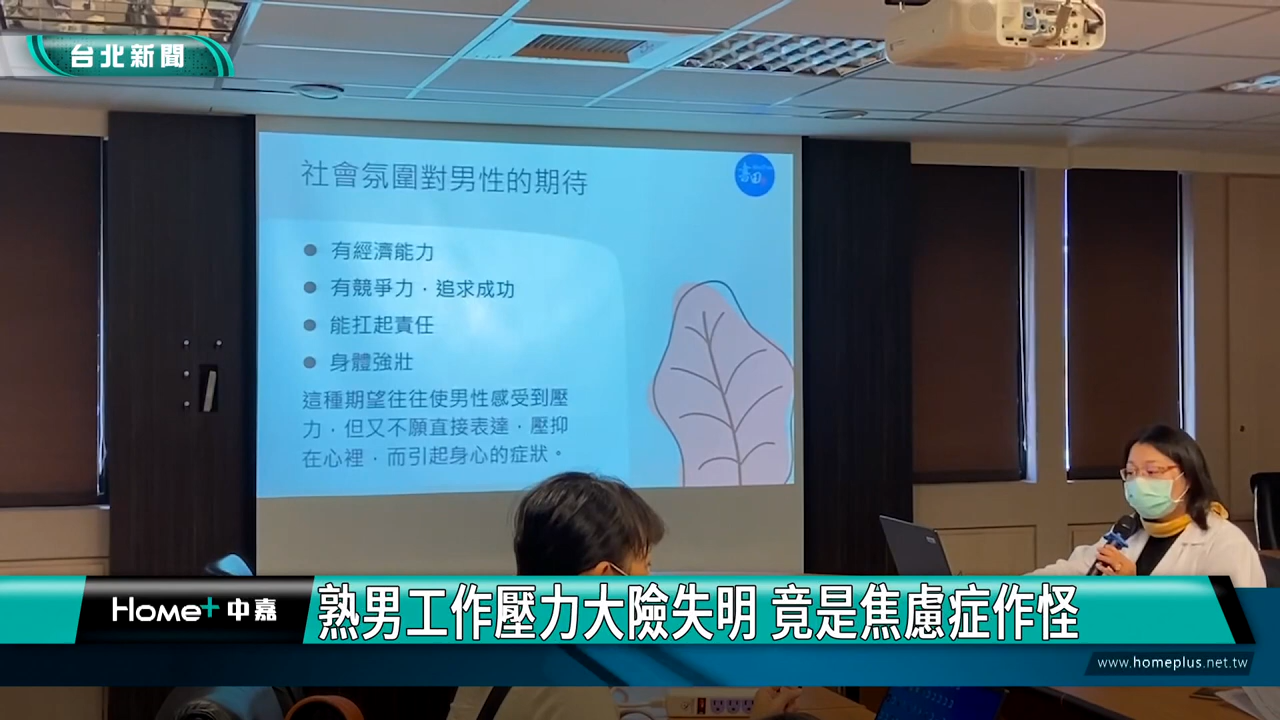 台北新聞
社會氛圍對男性的期待
書田
有經濟能力
有競爭力，追求成功
能扛起責任
身體強壯
這種期望往往使男性感受到壓
力，但又不願直接表達，壓抑
在心裡，而引起身心的症狀。
Home+中嘉
熟男工作壓力大險失明 竟是焦慮症作怪
www.homeplus.net.tw